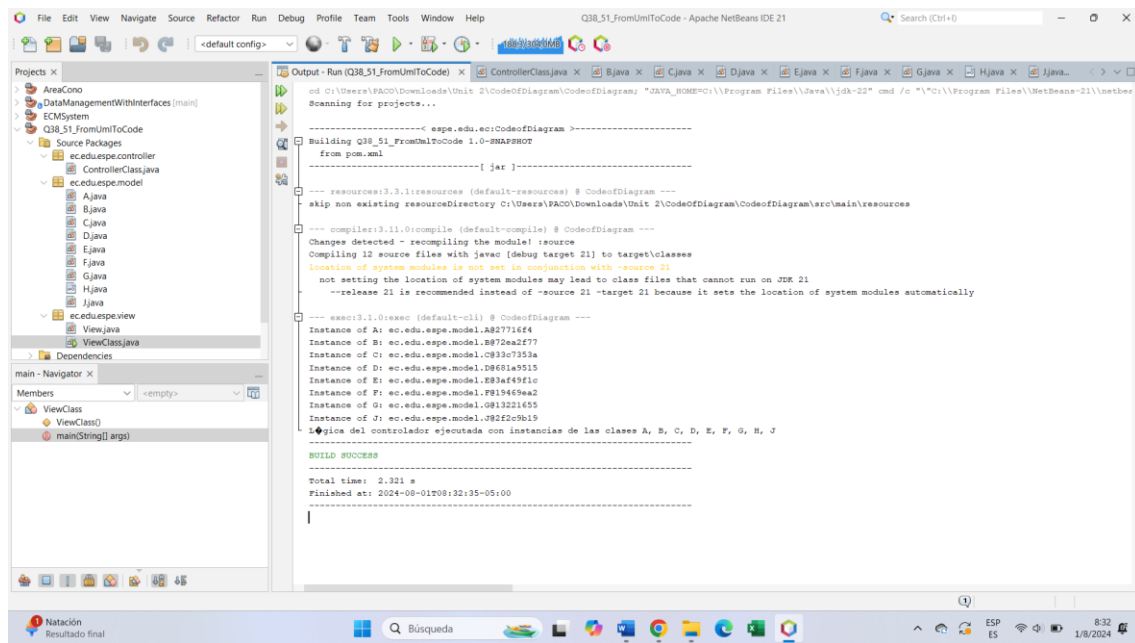 File Edit View Navigate Source Refactor Run Debug Profile Team Tools Window Help
Q38_51_FromUmlToCode - Apache NetBeans IDE 21
Search (Ctrl+I)
<default config>
Projects
AreaCono
DataManagementWithInterfaces [main]
ECMSystem
Q38_51_FromUmlToCode
Source Packages
ec.edu.espe.controller
ControllerClass.java
ec.edu.espe.model
A.java
B.java
C.java
D.java
E.java
F.java
G.java
H.java
J.java
ec.edu.espe.view
View.java
ViewClass.java
Dependencies
main - Navigator
Members
<empty>
ViewClass
ViewClass()
main(String[] args)
Output - Run (Q38_51_FromUmlToCode)
ControllerClass.java
B.java
C.java
D.java
E.java
F.java
G.java
H.java
J.java...
cd C:\Users\PACO\Downloads\Unit 2\CodeOfDiagram\CodeofDiagram; "JAVA_HOME=C:\\Program Files\\Java\\jdk-22" cmd /c "\"C:\\Program Files\\NetBeans-21\\netbea
Scanning for projects...
----------------------< espe.edu.ec:CodeofDiagram >-----------------------
Building Q38_51_FromUmlToCode 1.0-SNAPSHOT
from pom.xml
--------------------------------[ jar ]---------------------------------
--- resources:3.3.1:resources (default-resources) @ CodeofDiagram ---
skip non existing resourceDirectory C:\Users\PACO\Downloads\Unit 2\CodeOfDiagram\CodeofDiagram\src\main\resources
--- compiler:3.11.0:compile (default-compile) @ CodeofDiagram ---
Changes detected - recompiling the module! :source
Compiling 12 source files with javac [debug target 21] to target\classes
location of system modules is not set in conjunction with -source 21
not setting the location of system modules may lead to class files that cannot run on JDK 21
--release 21 is recommended instead of -source 21 -target 21 because it sets the location of system modules automatically
--- exec:3.1.0:exec (default-cli) @ CodeofDiagram ---
Instance of A: ec.edu.espe.model.A@27716f4
Instance of B: ec.edu.espe.model.B@72ea2f77
Instance of C: ec.edu.espe.model.C@33c7353a
Instance of D: ec.edu.espe.model.D@681a9515
Instance of E: ec.edu.espe.model.E@3af49f1c
Instance of F: ec.edu.espe.model.F@19469ea2
Instance of G: ec.edu.espe.model.G@13221655
Instance of J: ec.edu.espe.model.J@2f2c9b19
L�gica del controlador ejecutada con instancias de las clases A, B, C, D, E, F, G, H, J
------------------------------------------------------------------------
BUILD SUCCESS
------------------------------------------------------------------------
Total time: 2.321 s
Finished at: 2024-08-01T08:32:35-05:00
------------------------------------------------------------------------
1
1
Natación
Resultado final
Búsqueda
ESP
ES
8:32
1/8/2024